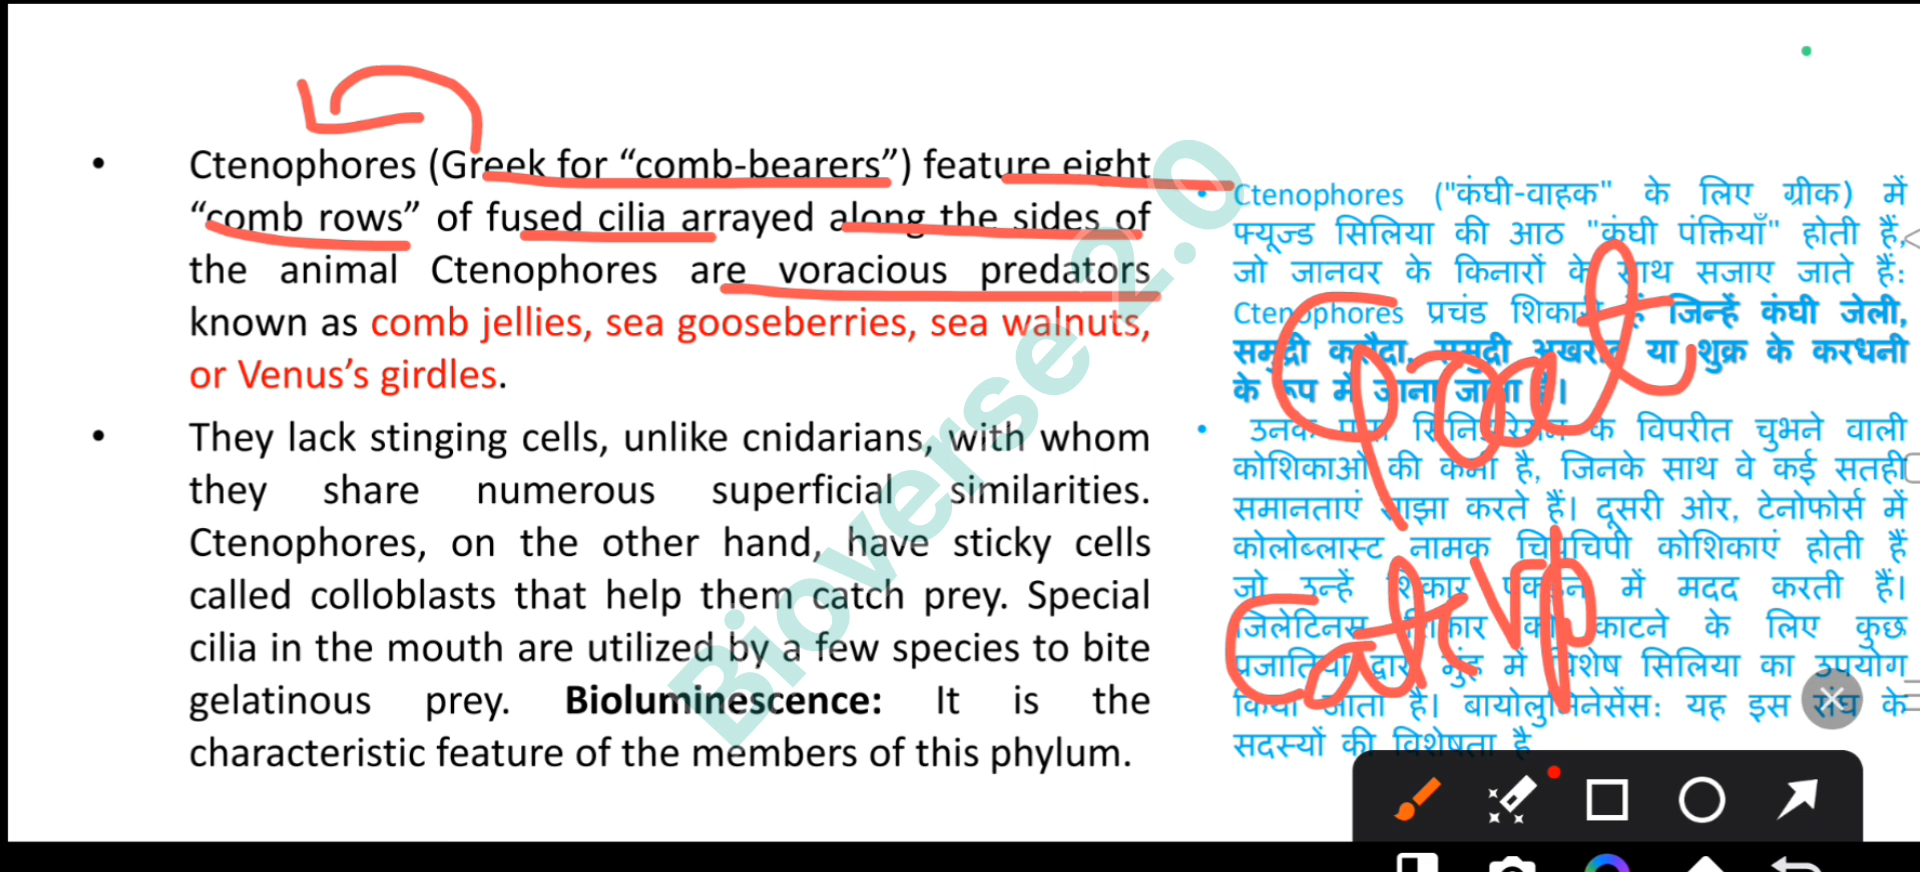 • Ctenophores (Greek for “comb-bearers”) feature eight
“comb rows” of fused cilia arrayed along the sides of
the animal Ctenophores are voracious predators
known as comb jellies, sea gooseberries, sea walnuts,
or Venus’s girdles.
• They lack stinging cells, unlike cnidarians, with whom
they share numerous superficial similarities.
Ctenophores, on the other hand, have sticky cells
called colloblasts that help them catch prey. Special
cilia in the mouth are utilized by a few species to bite
gelatinous prey. Bioluminescence: It is the
characteristic feature of the members of this phylum.
• Ctenophores ("कंघी-वाहक" के लिए ग्रीक) में
फ्यूज्ड सिलिया की आठ "कंघी पंक्तियाँ" होती हैं,
जो जानवर के किनारों के साथ सजाए जाते हैं:
Ctenophores प्रचंड शिकारी हैं जिन्हें कंघी जेली,
समुद्री करौदा, समुद्री अखरोट या शुक्र के करधनी
के रूप में जाना जाता है।
• उनके पास के विपरीत चुभने वाली
कोशिकाओं की कमी है, जिनके साथ वे कई सतही
समानताएं साझा करते हैं। दूसरी ओर, टेनोफोर्स में
कोलोब्लास्ट नामक चिपचिपी कोशिकाएं होती हैं
जो उन्हें शिकार पकड़ने में मदद करती हैं।
जिलेटिनस शिकार को काटने के लिए कुछ
प्रजातियों द्वारा मुंह में विशेष सिलिया का उपयोग
किया जाता है। बायोलुमिनेसेंस: यह इस संघ के
सदस्यों की विशेषता है
Bioverse 2.0